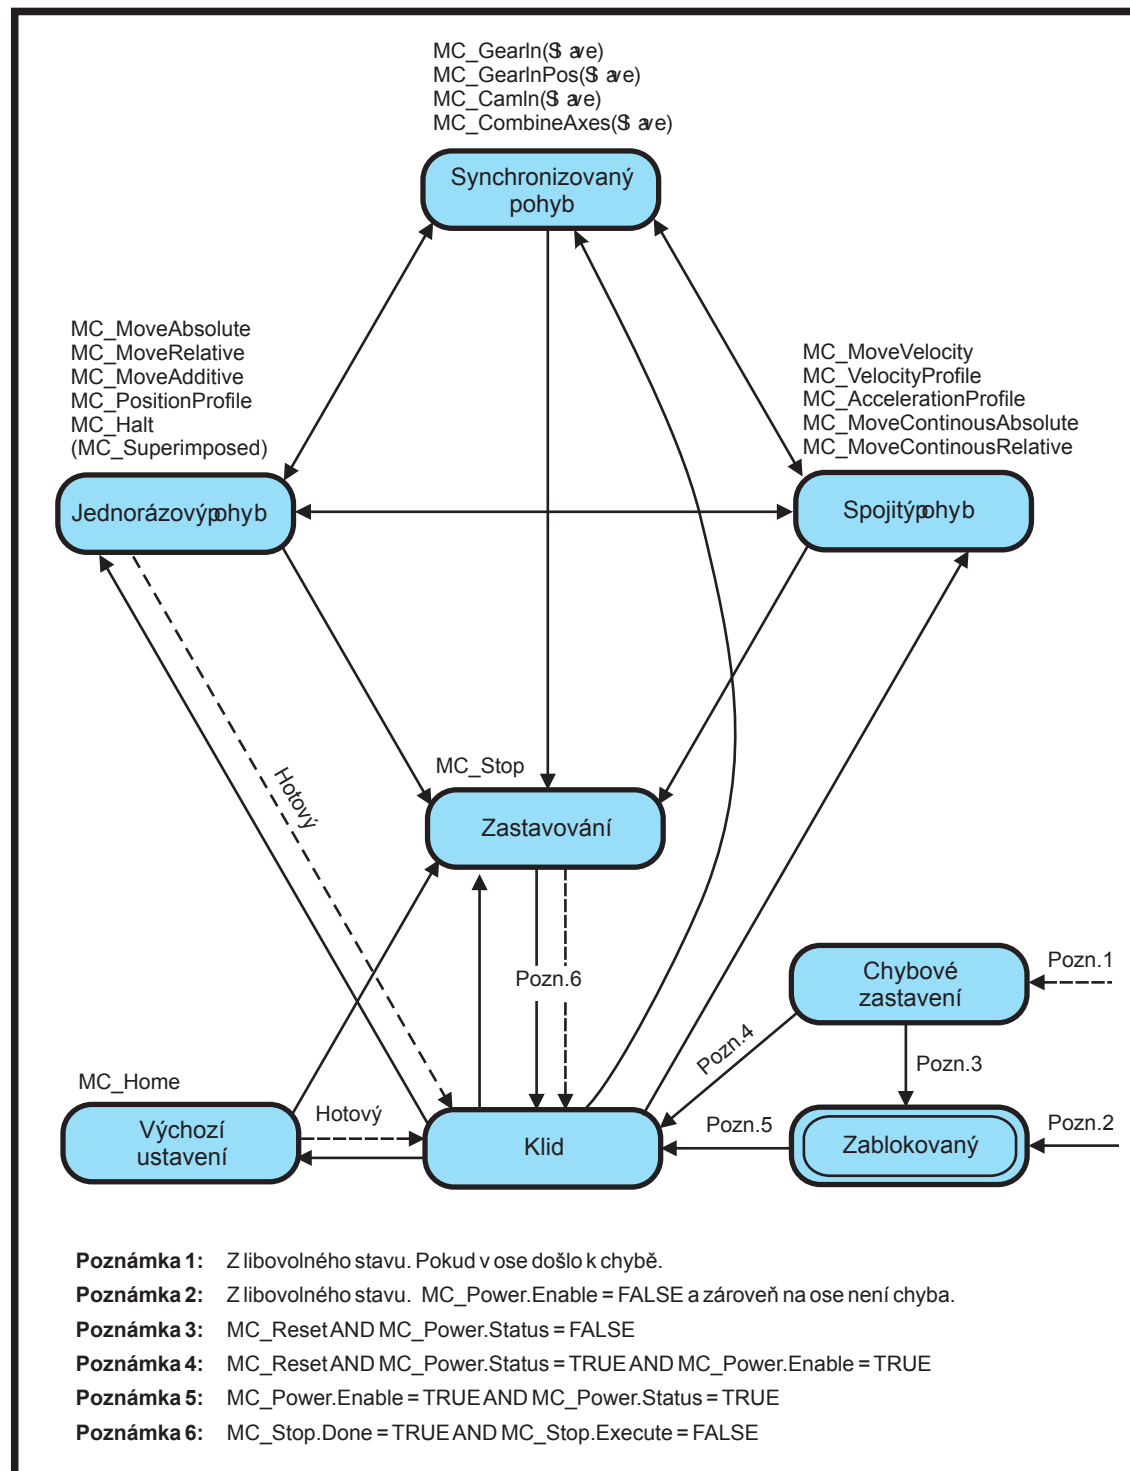 MC_GearIn(Slave)
MC_GearInPos(Slave)
MC_CamIn(Slave)
MC_CombineAxes(Slave)
Synchronizovaný
pohyb
MC_MoveAbsolute
MC_MoveRelative
MC_MoveAdditive
MC_PositionProfile
MC_Halt
(MC_Superimposed)
MC_MoveVelocity
MC_VelocityProfile
MC_AccelerationProfile
MC_MoveContinousAbsolute
MC_MoveContinousRelative
Jednorázový pohyb
Spojitý pohyb
Hotový
MC_Stop
Zastavování
Pozn.6
Chybové
zastavení
Pozn.1
Pozn.4
Pozn.3
MC_Home
Výchozí
ustavení
Hotový
Klid
Pozn.5
Zablokovaný
Pozn.2
Poznámka 1: Z libovolného stavu. Pokud v ose došlo k chybě.
Poznámka 2: Z libovolného stavu. MC_Power.Enable = FALSE a zároveň na ose není chyba.
Poznámka 3: MC_Reset AND MC_Power.Status = FALSE
Poznámka 4: MC_Reset AND MC_Power.Status = TRUE AND MC_Power.Enable = TRUE
Poznámka 5: MC_Power.Enable = TRUE AND MC_Power.Status = TRUE
Poznámka 6: MC_Stop.Done = TRUE AND MC_Stop.Execute = FALSE